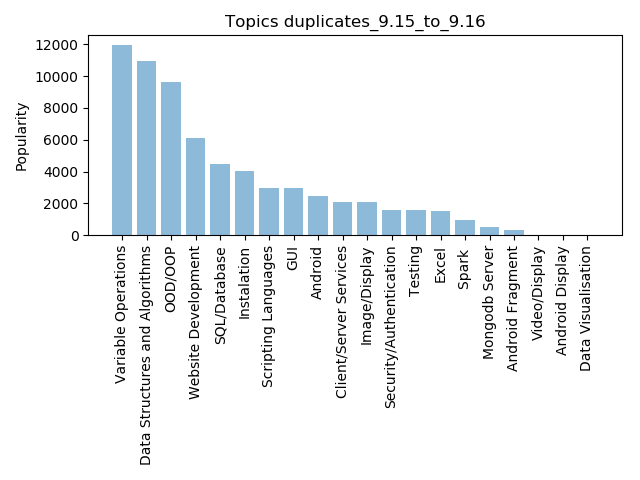 Topics duplicates_9.15_to_9.16
Popularity
12000
10000
8000
6000
4000
2000
0
Variable Operations
Data Structures and Algorithms
OOD/OOP
Website Development
SQL/Database
Instalation
Scripting Languages
GUI
Android
Client/Server Services
Image/Display
Security/Authentication
Testing
Excel
Spark
Mongodb Server
Android Fragment
Video/Display
Android Display
Data Visualisation